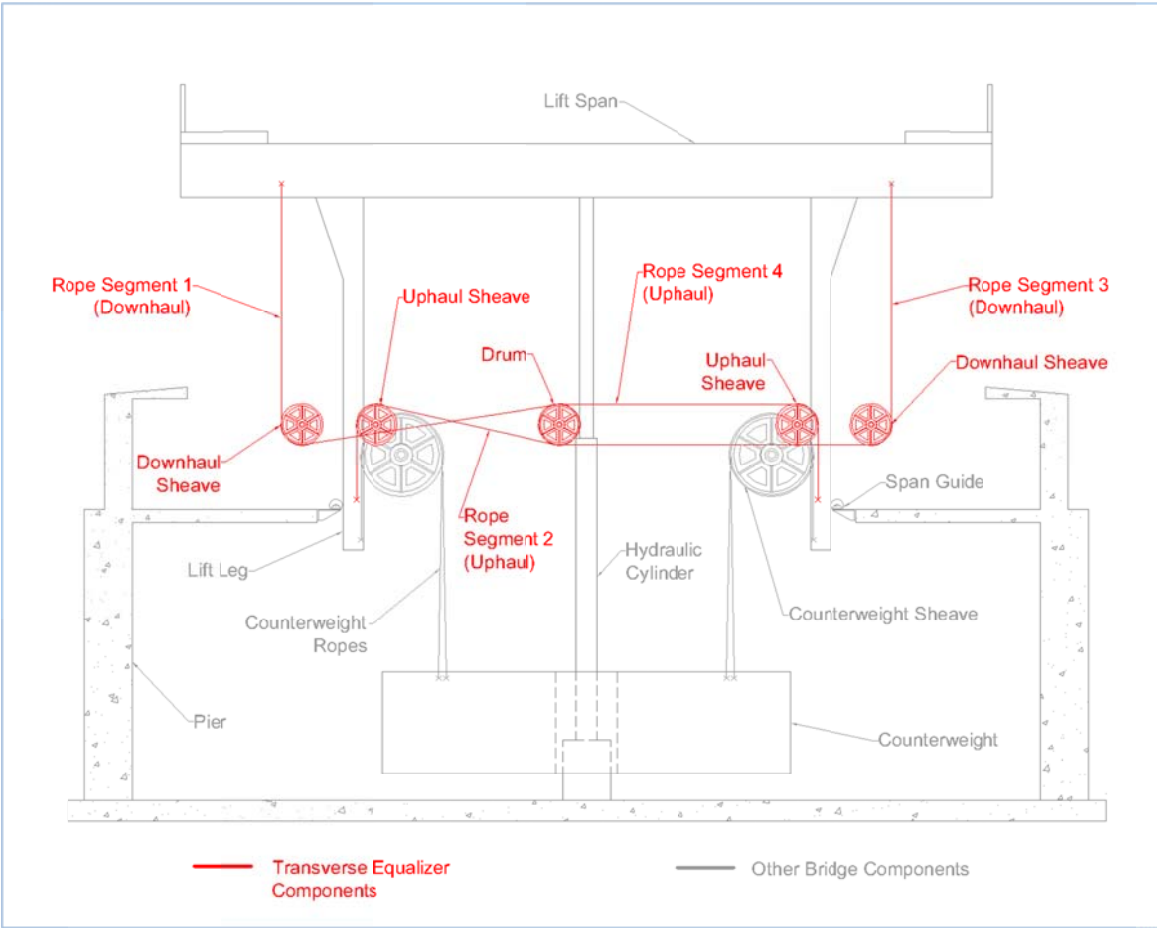 Lift Span
Rope Segment 1
(Downhaul)
Uphaul Sheave
Rope Segment 4
(Uphaul)
Rope Segment 3
(Downhaul)
Drum
Uphaul
Sheave
Downhaul Sheave
Downhaul
Sheave
Span Guide
Rope
Segment 2
(Uphaul)
Lift Leg
Hydraulic
Cylinder
Counterweight
Ropes
Counterweight Sheave
Pier
Counterweight
Transverse Equalizer
Components
Other Bridge Components